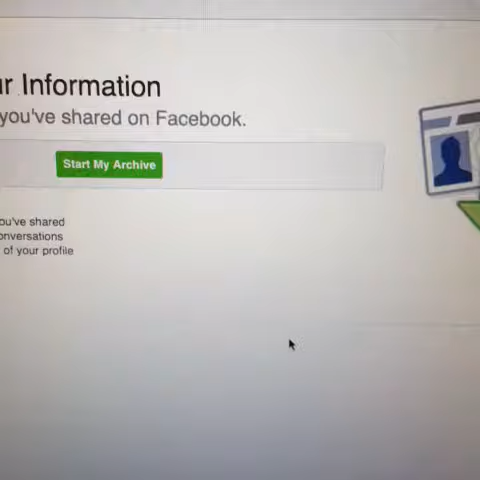 r Information
you've shared on Facebook.
Start My Archive
ou've shared
onversations
of your profile